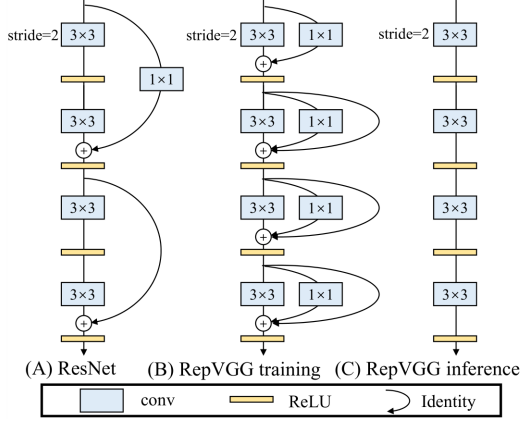 stride=2 3×3 stride=2 3×3 1×1 stride=2 3×3
+
1×1
3×3 3×3 1×1 3×3
+ +
3×3 3×3 1×1 3×3
+
3×3 3×3 1×1 3×3
+ +
(A) ResNet (B) RepVGG training (C) RepVGG inference
conv ReLU Identity